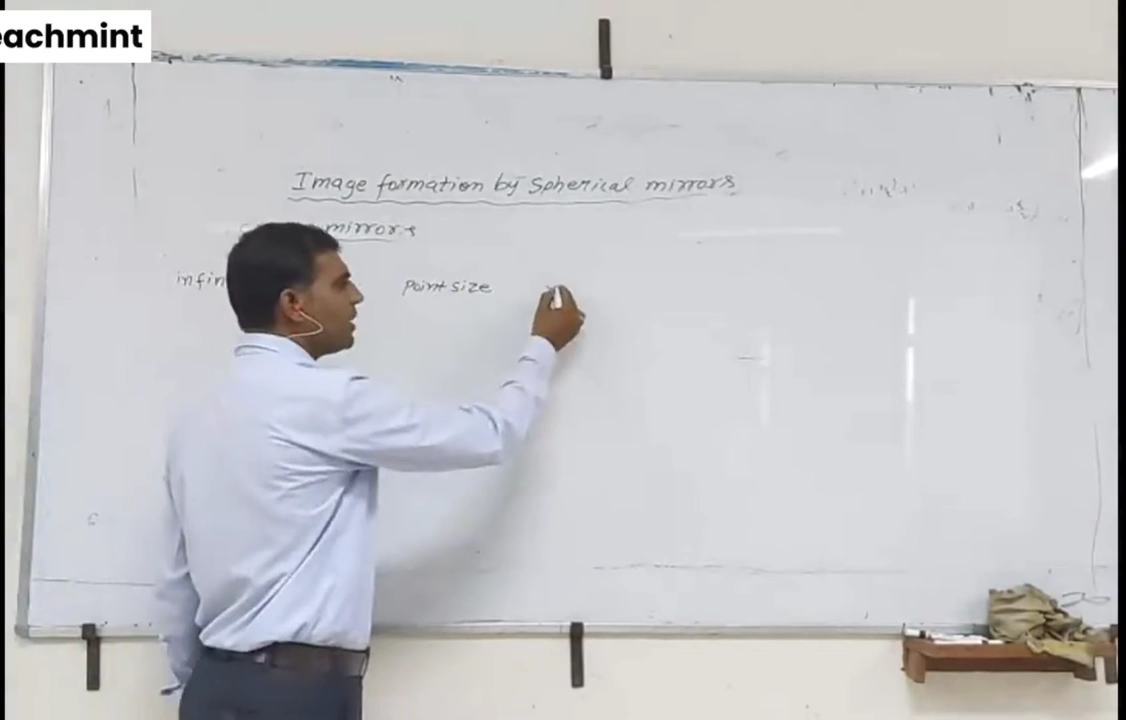 eachmint
Image formation by Spherical mirrors
mirrors
infin
Point size